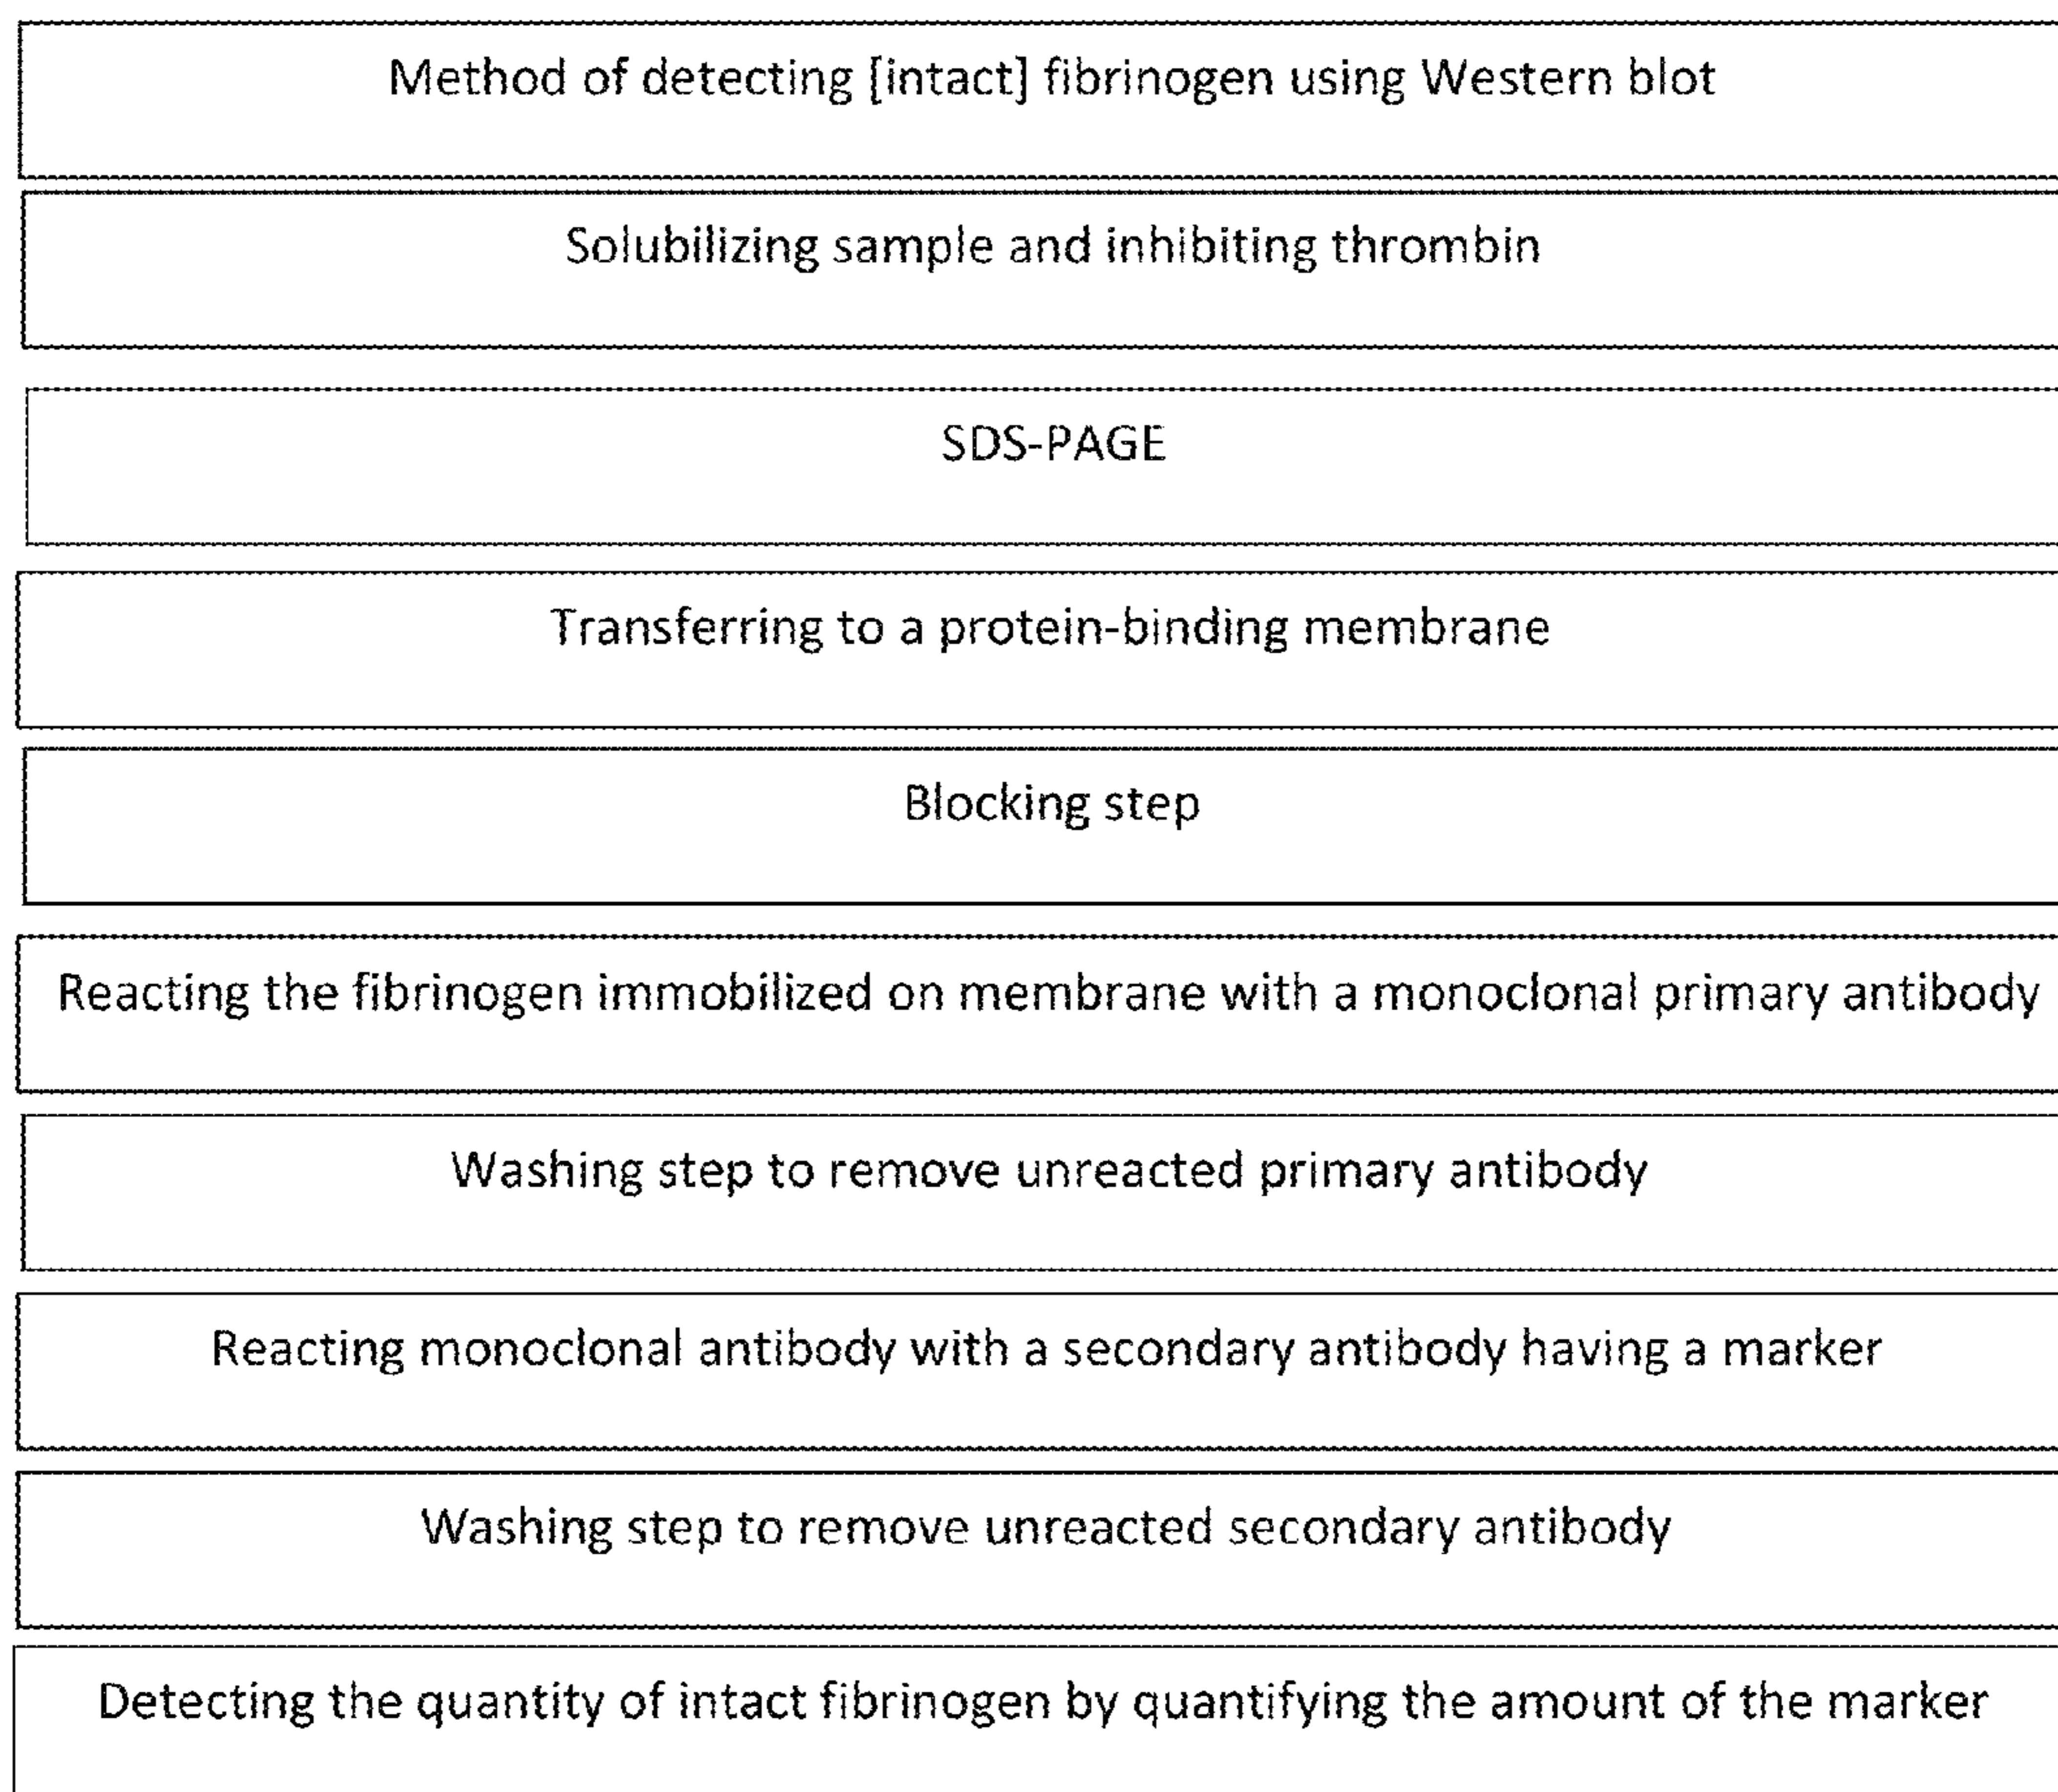 Method of detecting [intact] fibrinogen using Western blot
Solubilizing sample and inhibiting thrombin
SDS-PAGE
Transferring to a protein-binding membrane
Blocking step
Reacting the fibrinogen immobilized on membrane with a monoclonal primary antibody
Washing step to remove unreacted primary antibody
Reacting monoclonal antibody with a secondary antibody having a marker
Washing step to remove unreacted secondary antibody
Detecting the quantity of intact fibrinogen by quantifying the amount of the marker